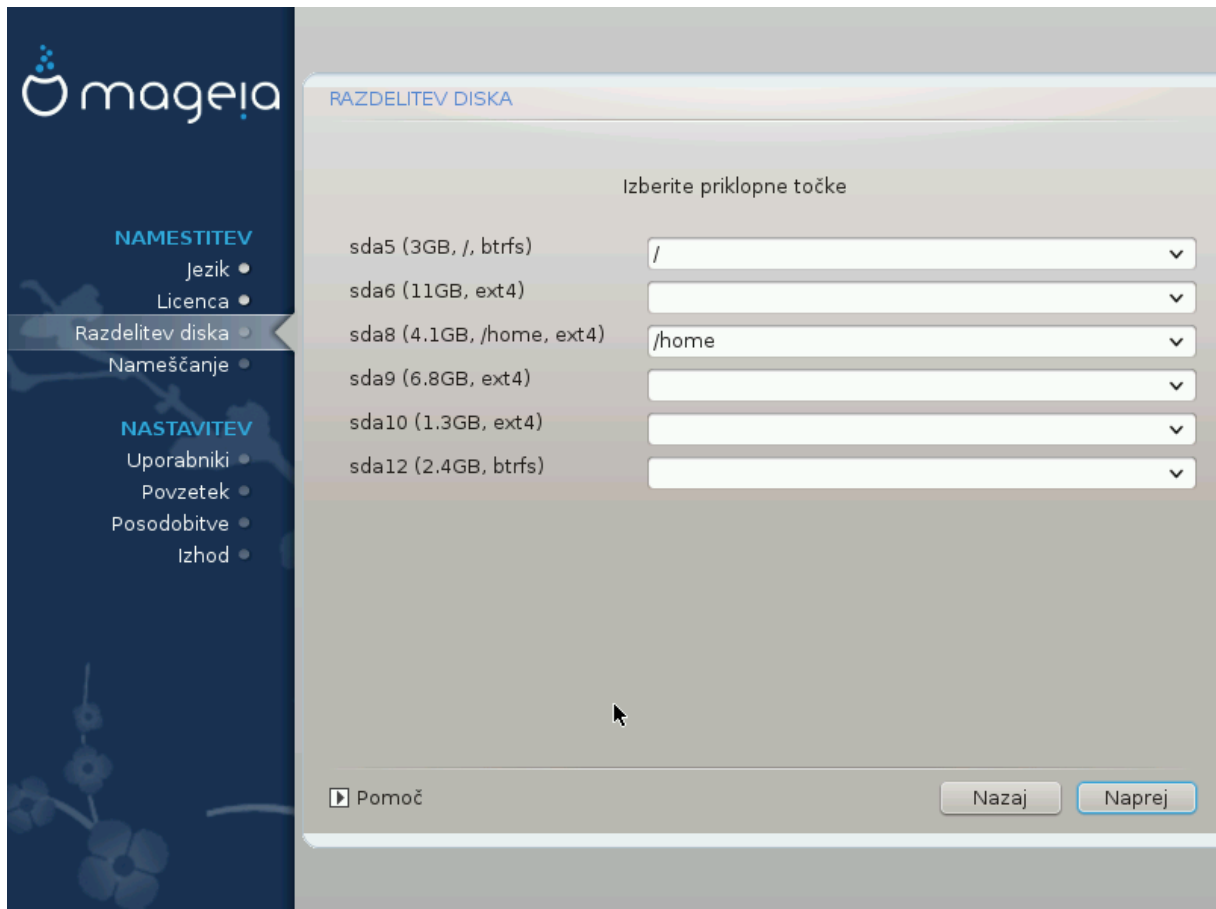 mageia
NAMESTITEV
Jezik
Licenca
Razdelitev diska
Nameščanje
NASTAVITEV
Uporabniki
Povzetek
Posodobitve
Izhod
RAZDELITEV DISKA
Izberite priklopne točke
sda5 (3GB, /, btrfs) /
sda6 (11GB, ext4)
sda8 (4.1GB, /home, ext4) /home
sda9 (6.8GB, ext4)
sda10 (1.3GB, ext4)
sda12 (2.4GB, btrfs)
Pomoč Nazaj Naprej